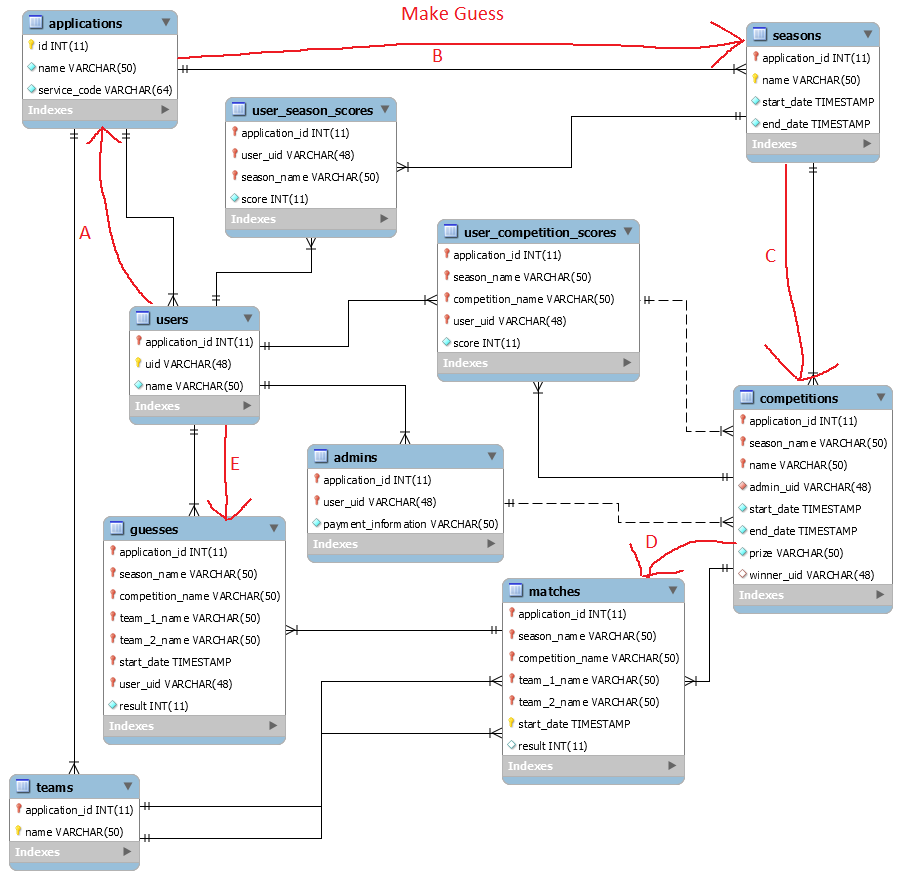 Make Guess
applications
id INT(11)
name VARCHAR(50)
service_code VARCHAR(64)
Indexes
B
seasons
application_id INT(11)
name VARCHAR(50)
start_date TIMESTAMP
end_date TIMESTAMP
Indexes
user_season_scores
application_id INT(11)
user_uid VARCHAR(48)
season_name VARCHAR(50)
score INT(11)
Indexes
A
user_competition_scores
application_id INT(11)
season_name VARCHAR(50)
competition_name VARCHAR(50)
user_uid VARCHAR(48)
score INT(11)
Indexes
C
users
application_id INT(11)
uid VARCHAR(48)
name VARCHAR(50)
Indexes
competitions
application_id INT(11)
season_name VARCHAR(50)
name VARCHAR(50)
admin_uid VARCHAR(48)
start_date TIMESTAMP
end_date TIMESTAMP
prize VARCHAR(50)
winner_uid VARCHAR(48)
Indexes
E
admins
application_id INT(11)
user_uid VARCHAR(48)
payment_information VARCHAR(50)
Indexes
D
guesses
application_id INT(11)
season_name VARCHAR(50)
competition_name VARCHAR(50)
team_1_name VARCHAR(50)
team_2_name VARCHAR(50)
start_date TIMESTAMP
user_uid VARCHAR(48)
result INT(11)
Indexes
matches
application_id INT(11)
season_name VARCHAR(50)
competition_name VARCHAR(50)
team_1_name VARCHAR(50)
team_2_name VARCHAR(50)
start_date TIMESTAMP
result INT(11)
Indexes
teams
application_id INT(11)
name VARCHAR(50)
Indexes